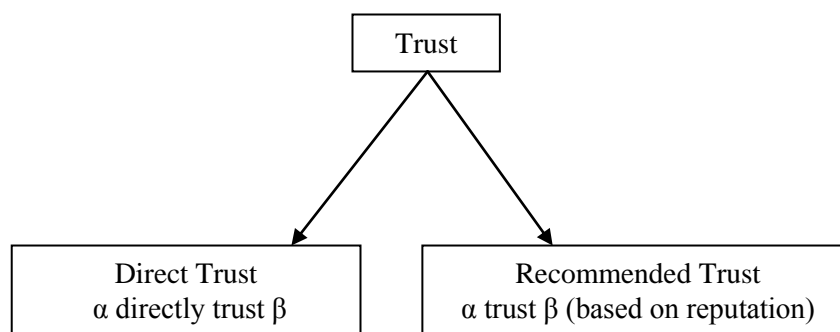 Trust
Direct Trust
α directly trust β
Recommended Trust
α trust β (based on reputation)